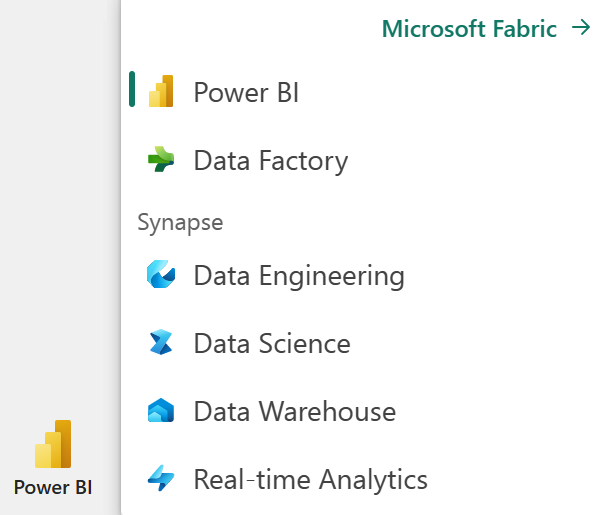 Microsoft Fabric
Power BI
Data Factory
Synapse
Data Engineering
Data Science
Data Warehouse
Real-time Analytics
Power BI